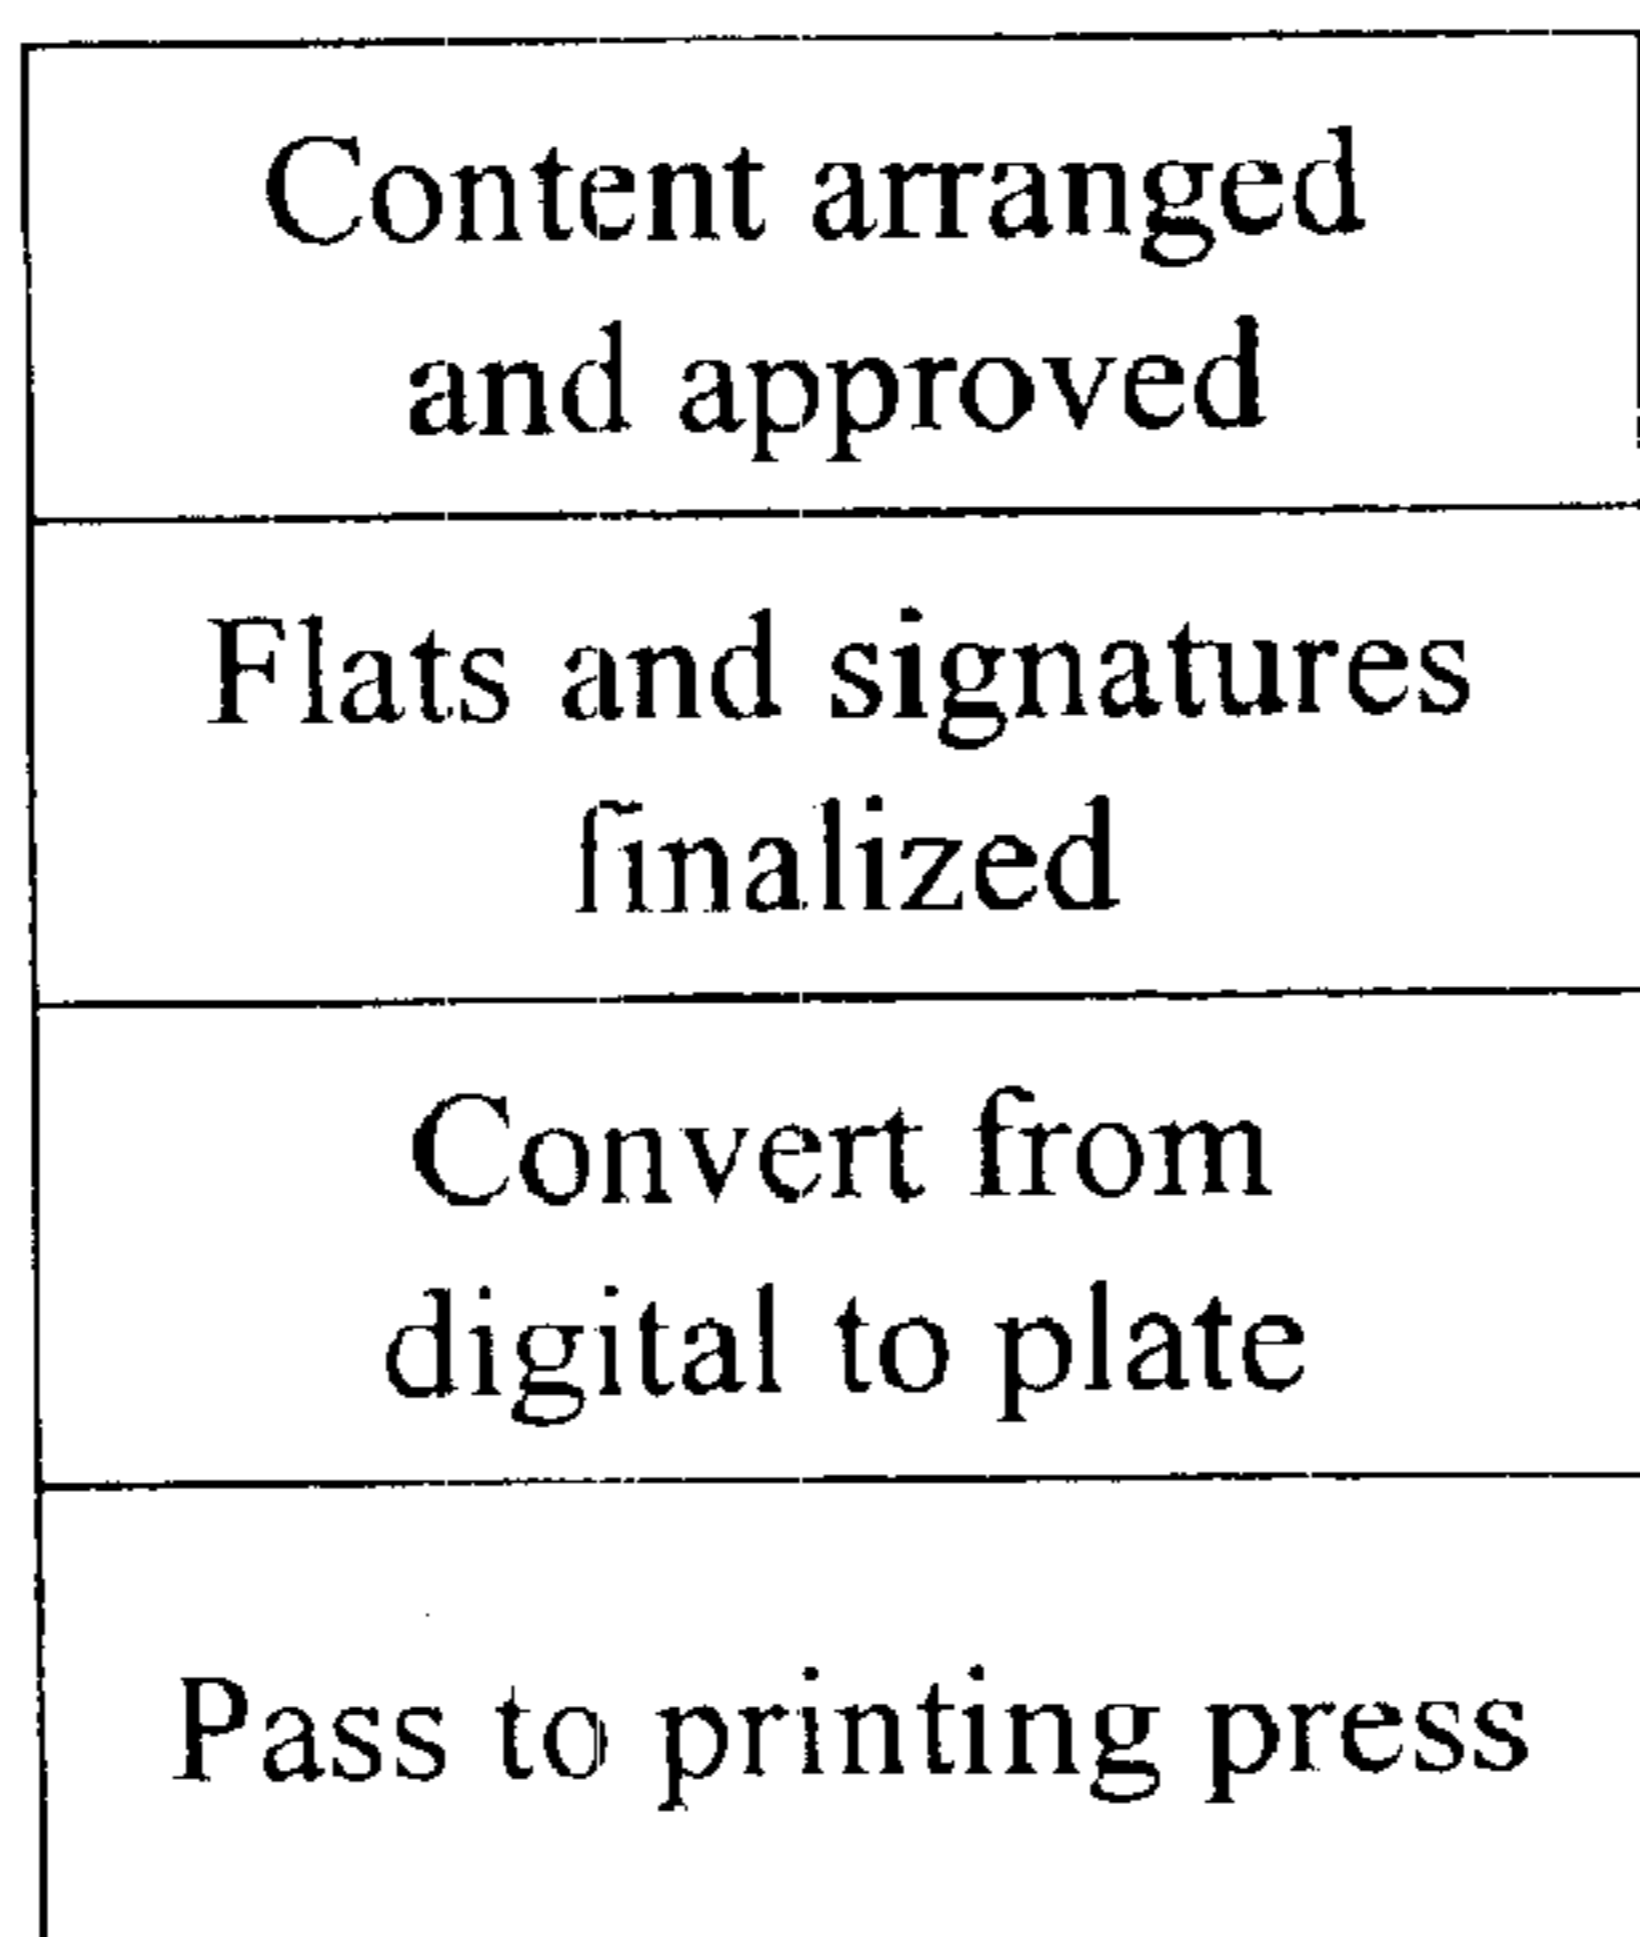 Content arranged
and approved
Flats and signatures
finalized
Convert from
digital to plate
Pass to printing press